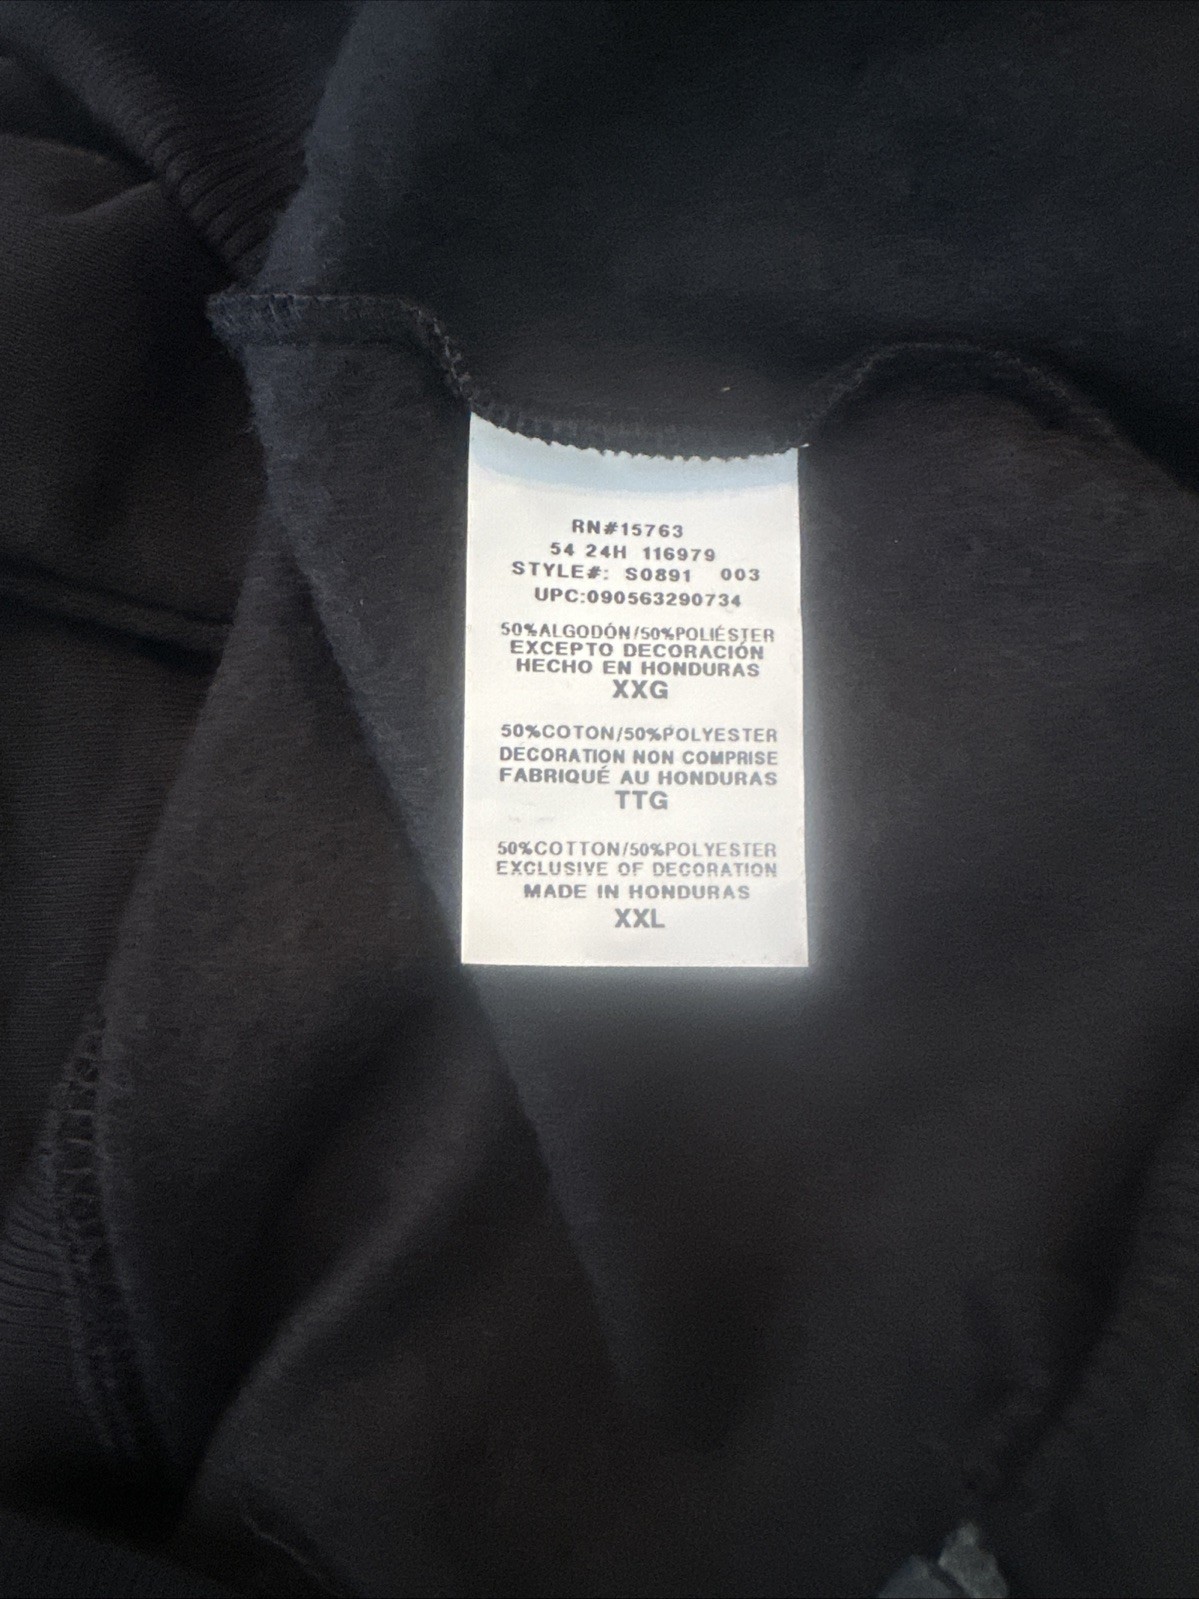 RN#15763
54 24H 116979
STYLE#: S0891 003
UPC:090563290734
50%ALGODÓN/50%POLIÉSTER
EXCEPTO DECORACIÓN
HECHO EN HONDURAS
XXG
50%COTON/50%POLYESTER
DÉCORATION NON COMPRISE
FABRIQUÉ AU HONDURAS
TTG
50%COTTON/50%POLYESTER
EXCLUSIVE OF DECORATION
MADE IN HONDURAS
XXL